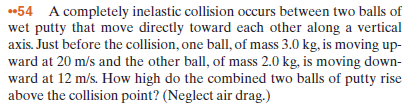 ••54 A completely inelastic collision occurs between two balls of
wet putty that move directly toward each other along a vertical
axis. Just before the collision, one ball, of mass 3.0 kg, is moving up-
ward at 20 m/s and the other ball, of mass 2.0 kg, is moving down-
ward at 12 m/s. How high do the combined two balls of putty rise
above the collision point? (Neglect air drag.)